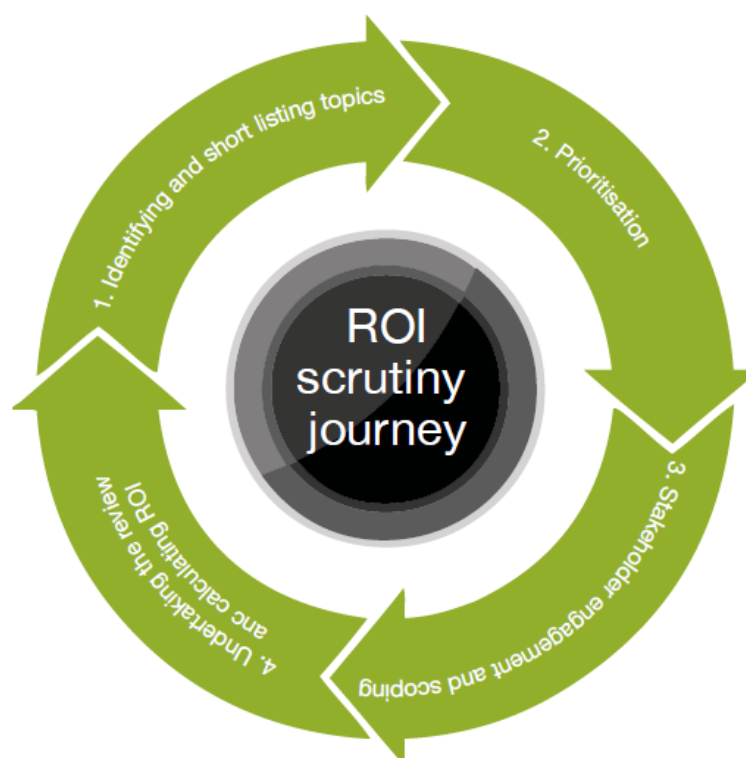 1. Identifying and short listing topics
2. Prioritisation
3. Stakeholder engagement and scoping
4. Undertaking the review
anc calculating ROI
ROI
scrutiny
journey